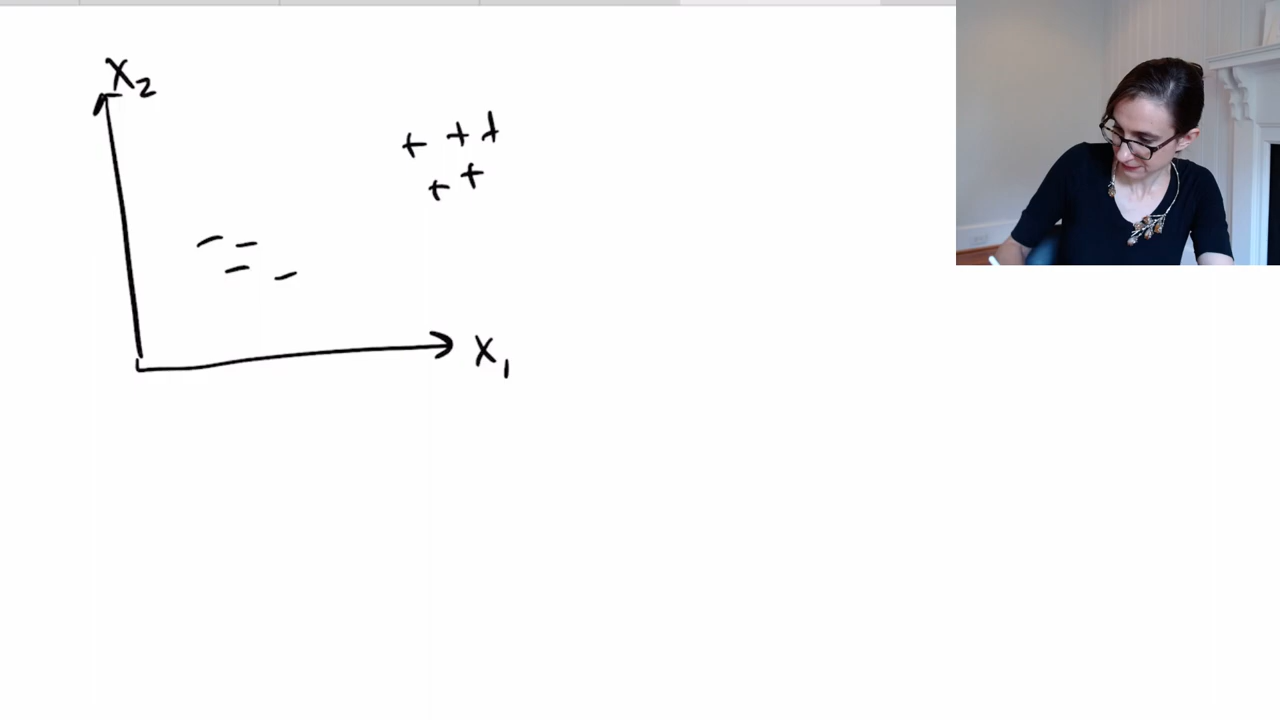 X₂
+ + +
+ +
− −
− −
X₁